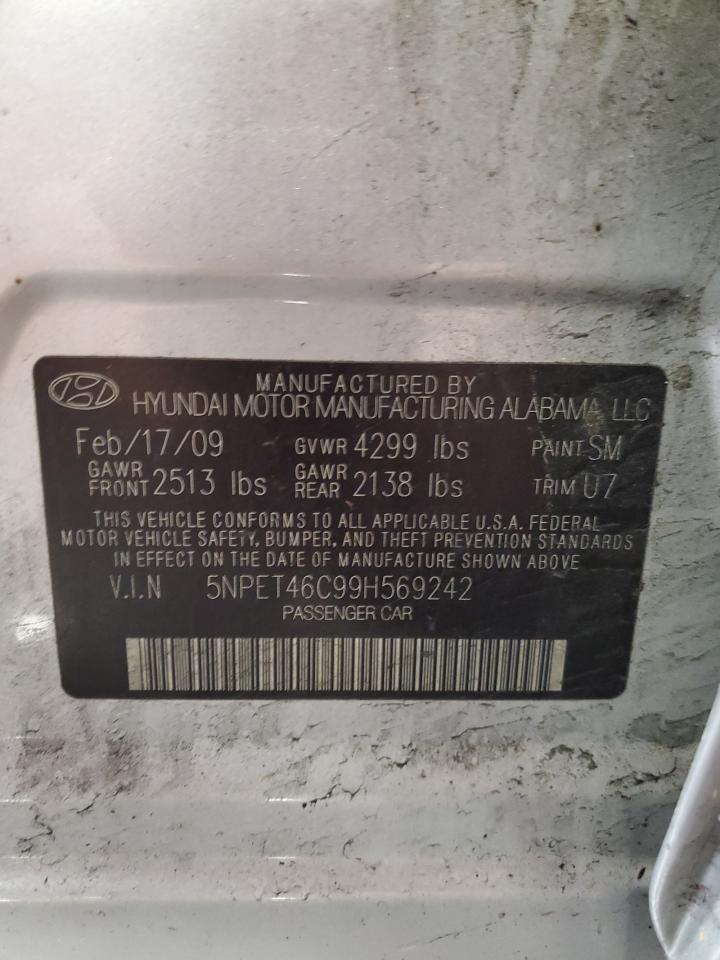 MANUFACTURED BY
HYUNDAI MOTOR MANUFACTURING ALABAMA, LLC
Feb/17/09 GVWR 4299 lbs PAINT SM
GAWR FRONT 2513 lbs GAWR REAR 2138 lbs TRIM U7
THIS VEHICLE CONFORMS TO ALL APPLICABLE U.S.A. FEDERAL
MOTOR VEHICLE SAFETY, BUMPER, AND THEFT PREVENTION STANDARDS
IN EFFECT ON THE DATE OF MANUFACTURE SHOWN ABOVE
V.I.N 5NPET46C99H569242
PASSENGER CAR